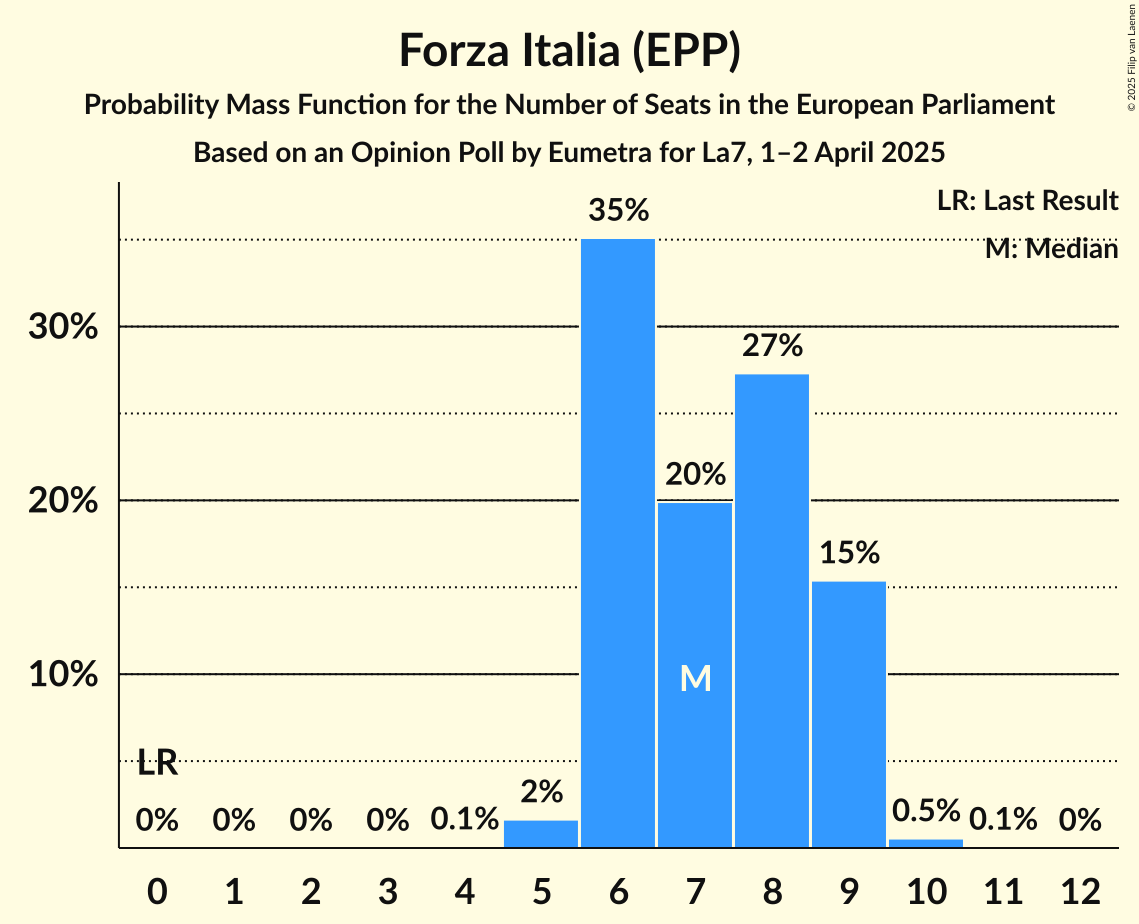 Forza Italia (EPP)
Probability Mass Function for the Number of Seats in the European Parliament
Based on an Opinion Poll by Eumetra for La7, 1–2 April 2025
© 2025 Filip van Laenen
LR: Last Result
M: Median
35%
30%
27%
20%
20%
15%
10%
M
LR
0% 0% 0% 0% 0.1% 2% 0.5% 0.1% 0%
0 1 2 3 4 5 6 7 8 9 10 11 12